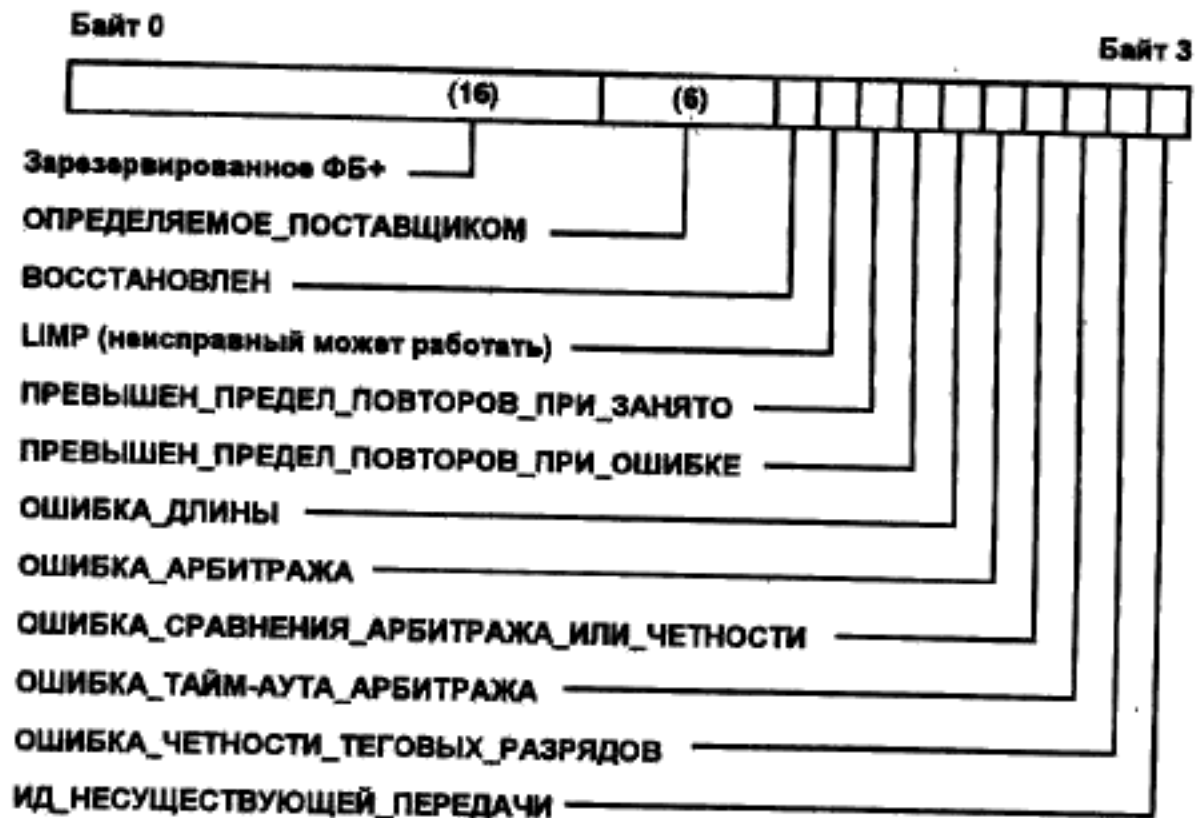 Байт 0
Байт 3
(16)
(6)
Зарезервированное ФБ+
ОПРЕДЕЛЯЕМОЕ_ПОСТАВЩИКОМ
ВОССТАНОВЛЕН
LIMP (неисправный может работать)
ПРЕВЫШЕН_ПРЕДЕЛ_ПОВТОРОВ_ПРИ_ЗАНЯТО
ПРЕВЫШЕН_ПРЕДЕЛ_ПОВТОРОВ_ПРИ_ОШИБКЕ
ОШИБКА_ДЛИНЫ
ОШИБКА_АРБИТРАЖА
ОШИБКА_СРАВНЕНИЯ_АРБИТРАЖА_ИЛИ_ЧЕТНОСТИ
ОШИБКА_ТАЙМ-АУТА_АРБИТРАЖА
ОШИБКА_ЧЕТНОСТИ_ТЕГОВЫХ_РАЗРЯДОВ
ИД_НЕСУЩЕСТВУЮЩЕЙ_ПЕРЕДАЧИ